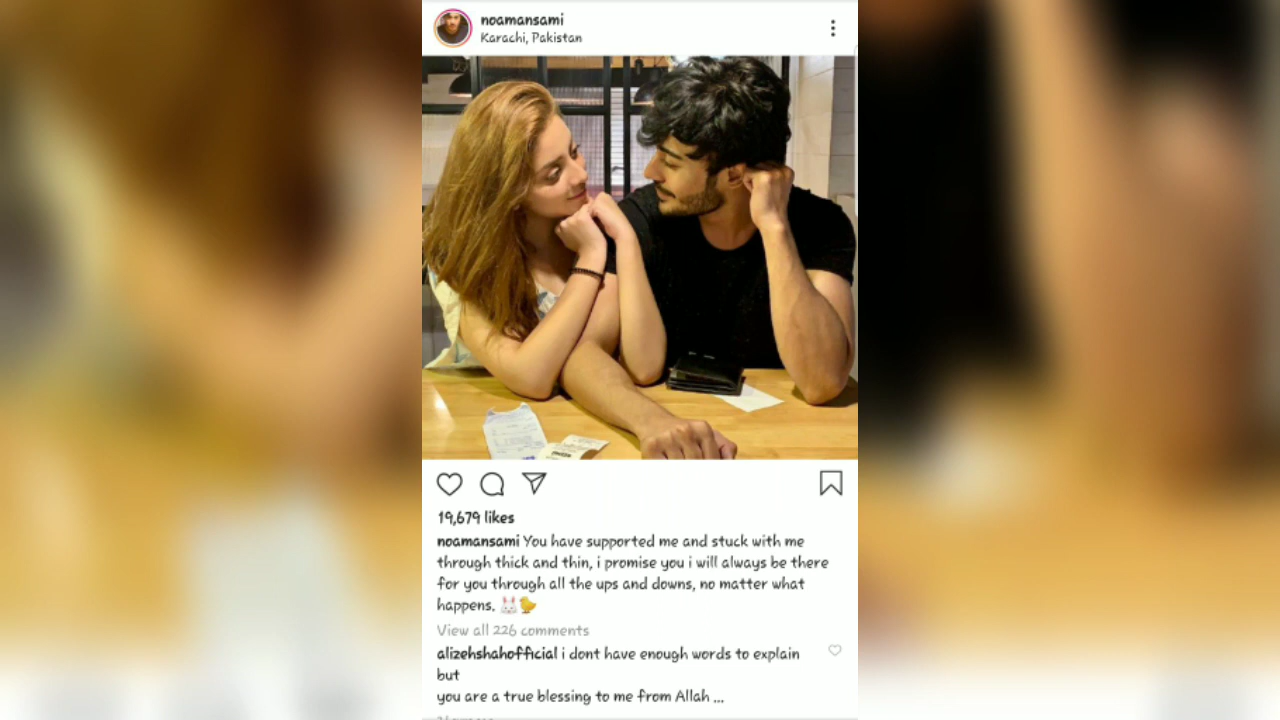 noamansami
Karachi, Pakistan
19,679 likes
noamansami You have supported me and stuck with me
through thick and thin, i promise you i will always be there
for you through all the ups and downs, no matter what
happens. 🐰🐤
View all 226 comments
alizehshahofficial i dont have enough words to explain
but
you are a true blessing to me from Allah ...